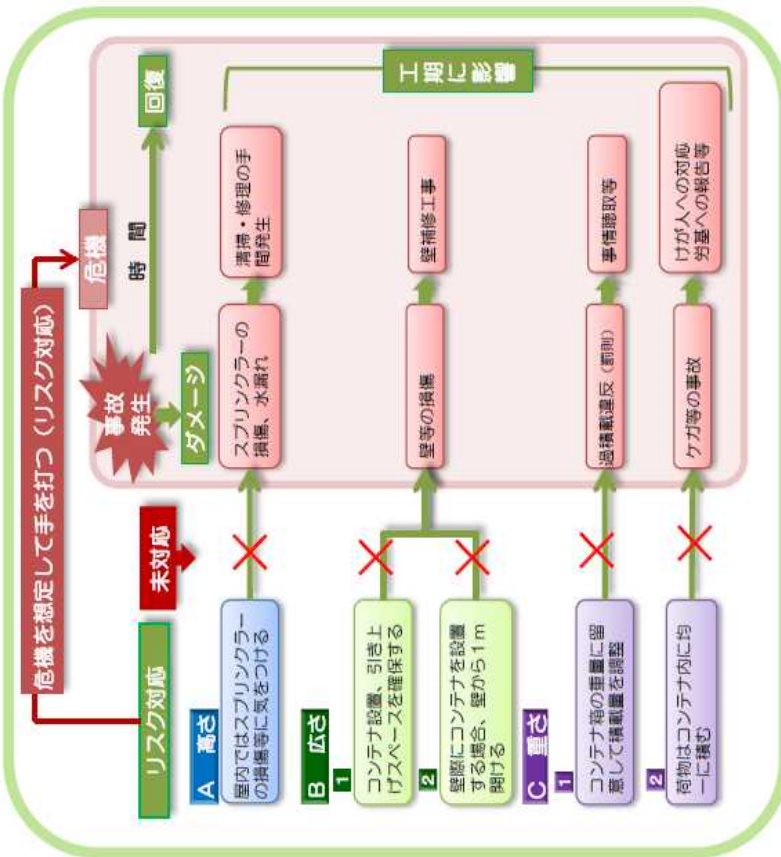 危機を想定して手を打つ（リスク対応）
リスク対応
未対応
事故
発生
危機
時　間
回復
ダメージ
A　高さ
屋内ではスプリンクラー
の損傷等に気をつける
スプリンクラーの
損傷、水漏れ
清掃・修理の手
間発生
B　広さ
1
コンテナ設置、引き上
げスペースを確保する
2
壁際にコンテナを設置
する場合、壁から1m
開ける
壁等の損傷
壁補修工事
C　重さ
1
コンテナ箱の重量に留
意して積載量を調整
過積載違反（罰則）
事情聴取等
2
荷物はコンテナ内に均
一に積む
ケガ等の事故
けが人への対応
労基への報告等
工期に影響